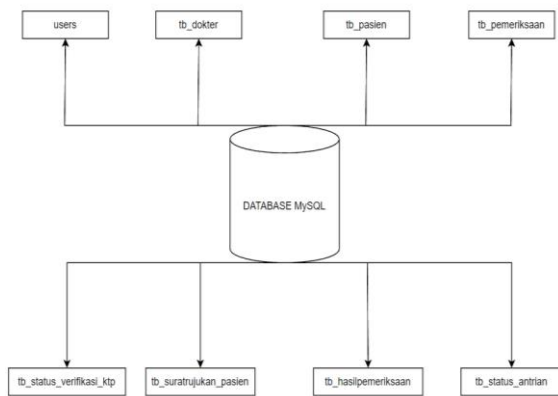 users
tb_dokter
tb_pasien
tb_pemeriksaan
DATABASE MySQL
tb_status_verifikasi_ktp
tb_suratrujukan_pasien
tb_hasilpemeriksaan
tb_status_antrian